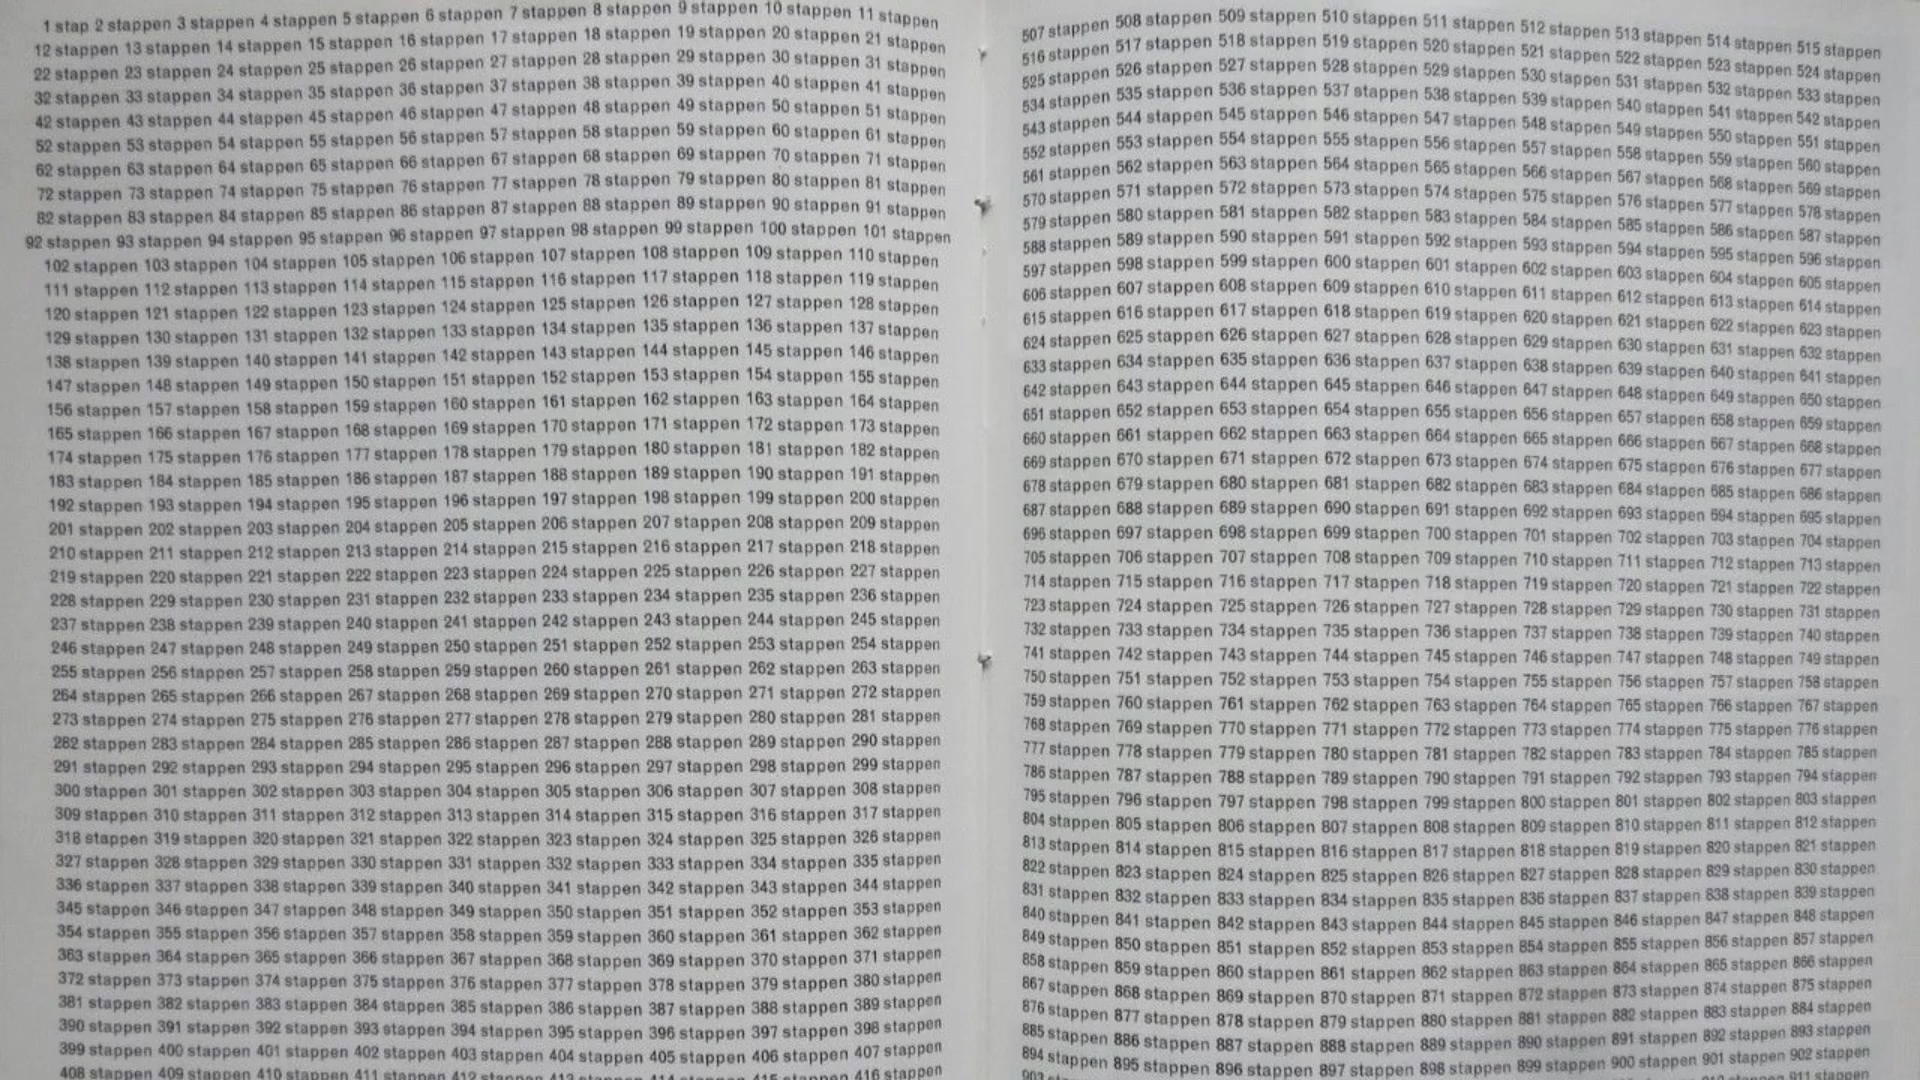 1 stap 2 stappen 3 stappen 4 stappen 5 stappen 6 stappen 7 stappen 8 stappen 9 stappen 10 stappen 11 stappen
12 stappen 13 stappen 14 stappen 15 stappen 16 stappen 17 stappen 18 stappen 19 stappen 20 stappen 21 stappen
22 stappen 23 stappen 24 stappen 25 stappen 26 stappen 27 stappen 28 stappen 29 stappen 30 stappen 31 stappen
32 stappen 33 stappen 34 stappen 35 stappen 36 stappen 37 stappen 38 stappen 39 stappen 40 stappen 41 stappen
42 stappen 43 stappen 44 stappen 45 stappen 46 stappen 47 stappen 48 stappen 49 stappen 50 stappen 51 stappen
52 stappen 53 stappen 54 stappen 55 stappen 56 stappen 57 stappen 58 stappen 59 stappen 60 stappen 61 stappen
62 stappen 63 stappen 64 stappen 65 stappen 66 stappen 67 stappen 68 stappen 69 stappen 70 stappen 71 stappen
72 stappen 73 stappen 74 stappen 75 stappen 76 stappen 77 stappen 78 stappen 79 stappen 80 stappen 81 stappen
82 stappen 83 stappen 84 stappen 85 stappen 86 stappen 87 stappen 88 stappen 89 stappen 90 stappen 91 stappen
92 stappen 93 stappen 94 stappen 95 stappen 96 stappen 97 stappen 98 stappen 99 stappen 100 stappen 101 stappen
102 stappen 103 stappen 104 stappen 105 stappen 106 stappen 107 stappen 108 stappen 109 stappen 110 stappen
111 stappen 112 stappen 113 stappen 114 stappen 115 stappen 116 stappen 117 stappen 118 stappen 119 stappen
120 stappen 121 stappen 122 stappen 123 stappen 124 stappen 125 stappen 126 stappen 127 stappen 128 stappen
129 stappen 130 stappen 131 stappen 132 stappen 133 stappen 134 stappen 135 stappen 136 stappen 137 stappen
138 stappen 139 stappen 140 stappen 141 stappen 142 stappen 143 stappen 144 stappen 145 stappen 146 stappen
147 stappen 148 stappen 149 stappen 150 stappen 151 stappen 152 stappen 153 stappen 154 stappen 155 stappen
156 stappen 157 stappen 158 stappen 159 stappen 160 stappen 161 stappen 162 stappen 163 stappen 164 stappen
165 stappen 166 stappen 167 stappen 168 stappen 169 stappen 170 stappen 171 stappen 172 stappen 173 stappen
174 stappen 175 stappen 176 stappen 177 stappen 178 stappen 179 stappen 180 stappen 181 stappen 182 stappen
183 stappen 184 stappen 185 stappen 186 stappen 187 stappen 188 stappen 189 stappen 190 stappen 191 stappen
192 stappen 193 stappen 194 stappen 195 stappen 196 stappen 197 stappen 198 stappen 199 stappen 200 stappen
201 stappen 202 stappen 203 stappen 204 stappen 205 stappen 206 stappen 207 stappen 208 stappen 209 stappen
210 stappen 211 stappen 212 stappen 213 stappen 214 stappen 215 stappen 216 stappen 217 stappen 218 stappen
219 stappen 220 stappen 221 stappen 222 stappen 223 stappen 224 stappen 225 stappen 226 stappen 227 stappen
228 stappen 229 stappen 230 stappen 231 stappen 232 stappen 233 stappen 234 stappen 235 stappen 236 stappen
237 stappen 238 stappen 239 stappen 240 stappen 241 stappen 242 stappen 243 stappen 244 stappen 245 stappen
246 stappen 247 stappen 248 stappen 249 stappen 250 stappen 251 stappen 252 stappen 253 stappen 254 stappen
255 stappen 256 stappen 257 stappen 258 stappen 259 stappen 260 stappen 261 stappen 262 stappen 263 stappen
264 stappen 265 stappen 266 stappen 267 stappen 268 stappen 269 stappen 270 stappen 271 stappen 272 stappen
273 stappen 274 stappen 275 stappen 276 stappen 277 stappen 278 stappen 279 stappen 280 stappen 281 stappen
282 stappen 283 stappen 284 stappen 285 stappen 286 stappen 287 stappen 288 stappen 289 stappen 290 stappen
291 stappen 292 stappen 293 stappen 294 stappen 295 stappen 296 stappen 297 stappen 298 stappen 299 stappen
300 stappen 301 stappen 302 stappen 303 stappen 304 stappen 305 stappen 306 stappen 307 stappen 308 stappen
309 stappen 310 stappen 311 stappen 312 stappen 313 stappen 314 stappen 315 stappen 316 stappen 317 stappen
318 stappen 319 stappen 320 stappen 321 stappen 322 stappen 323 stappen 324 stappen 325 stappen 326 stappen
327 stappen 328 stappen 329 stappen 330 stappen 331 stappen 332 stappen 333 stappen 334 stappen 335 stappen
336 stappen 337 stappen 338 stappen 339 stappen 340 stappen 341 stappen 342 stappen 343 stappen 344 stappen
345 stappen 346 stappen 347 stappen 348 stappen 349 stappen 350 stappen 351 stappen 352 stappen 353 stappen
354 stappen 355 stappen 356 stappen 357 stappen 358 stappen 359 stappen 360 stappen 361 stappen 362 stappen
363 stappen 364 stappen 365 stappen 366 stappen 367 stappen 368 stappen 369 stappen 370 stappen 371 stappen
372 stappen 373 stappen 374 stappen 375 stappen 376 stappen 377 stappen 378 stappen 379 stappen 380 stappen
381 stappen 382 stappen 383 stappen 384 stappen 385 stappen 386 stappen 387 stappen 388 stappen 389 stappen
390 stappen 391 stappen 392 stappen 393 stappen 394 stappen 395 stappen 396 stappen 397 stappen 398 stappen
399 stappen 400 stappen 401 stappen 402 stappen 403 stappen 404 stappen 405 stappen 406 stappen 407 stappen
408 stappen 409 stappen 410 stappen 411 stappen 412 stappen 413 stappen 414 stappen 415 stappen 416 stappen
507 stappen 508 stappen 509 stappen 510 stappen 511 stappen 512 stappen 513 stappen 514 stappen 515 stappen
516 stappen 517 stappen 518 stappen 519 stappen 520 stappen 521 stappen 522 stappen 523 stappen 524 stappen
525 stappen 526 stappen 527 stappen 528 stappen 529 stappen 530 stappen 531 stappen 532 stappen 533 stappen
534 stappen 535 stappen 536 stappen 537 stappen 538 stappen 539 stappen 540 stappen 541 stappen 542 stappen
543 stappen 544 stappen 545 stappen 546 stappen 547 stappen 548 stappen 549 stappen 550 stappen 551 stappen
552 stappen 553 stappen 554 stappen 555 stappen 556 stappen 557 stappen 558 stappen 559 stappen 560 stappen
561 stappen 562 stappen 563 stappen 564 stappen 565 stappen 566 stappen 567 stappen 568 stappen 569 stappen
570 stappen 571 stappen 572 stappen 573 stappen 574 stappen 575 stappen 576 stappen 577 stappen 578 stappen
579 stappen 580 stappen 581 stappen 582 stappen 583 stappen 584 stappen 585 stappen 586 stappen 587 stappen
588 stappen 589 stappen 590 stappen 591 stappen 592 stappen 593 stappen 594 stappen 595 stappen 596 stappen
597 stappen 598 stappen 599 stappen 600 stappen 601 stappen 602 stappen 603 stappen 604 stappen 605 stappen
606 stappen 607 stappen 608 stappen 609 stappen 610 stappen 611 stappen 612 stappen 613 stappen 614 stappen
615 stappen 616 stappen 617 stappen 618 stappen 619 stappen 620 stappen 621 stappen 622 stappen 623 stappen
624 stappen 625 stappen 626 stappen 627 stappen 628 stappen 629 stappen 630 stappen 631 stappen 632 stappen
633 stappen 634 stappen 635 stappen 636 stappen 637 stappen 638 stappen 639 stappen 640 stappen 641 stappen
642 stappen 643 stappen 644 stappen 645 stappen 646 stappen 647 stappen 648 stappen 649 stappen 650 stappen
651 stappen 652 stappen 653 stappen 654 stappen 655 stappen 656 stappen 657 stappen 658 stappen 659 stappen
660 stappen 661 stappen 662 stappen 663 stappen 664 stappen 665 stappen 666 stappen 667 stappen 668 stappen
669 stappen 670 stappen 671 stappen 672 stappen 673 stappen 674 stappen 675 stappen 676 stappen 677 stappen
678 stappen 679 stappen 680 stappen 681 stappen 682 stappen 683 stappen 684 stappen 685 stappen 686 stappen
687 stappen 688 stappen 689 stappen 690 stappen 691 stappen 692 stappen 693 stappen 694 stappen 695 stappen
696 stappen 697 stappen 698 stappen 699 stappen 700 stappen 701 stappen 702 stappen 703 stappen 704 stappen
705 stappen 706 stappen 707 stappen 708 stappen 709 stappen 710 stappen 711 stappen 712 stappen 713 stappen
714 stappen 715 stappen 716 stappen 717 stappen 718 stappen 719 stappen 720 stappen 721 stappen 722 stappen
723 stappen 724 stappen 725 stappen 726 stappen 727 stappen 728 stappen 729 stappen 730 stappen 731 stappen
732 stappen 733 stappen 734 stappen 735 stappen 736 stappen 737 stappen 738 stappen 739 stappen 740 stappen
741 stappen 742 stappen 743 stappen 744 stappen 745 stappen 746 stappen 747 stappen 748 stappen 749 stappen
750 stappen 751 stappen 752 stappen 753 stappen 754 stappen 755 stappen 756 stappen 757 stappen 758 stappen
759 stappen 760 stappen 761 stappen 762 stappen 763 stappen 764 stappen 765 stappen 766 stappen 767 stappen
768 stappen 769 stappen 770 stappen 771 stappen 772 stappen 773 stappen 774 stappen 775 stappen 776 stappen
777 stappen 778 stappen 779 stappen 780 stappen 781 stappen 782 stappen 783 stappen 784 stappen 785 stappen
786 stappen 787 stappen 788 stappen 789 stappen 790 stappen 791 stappen 792 stappen 793 stappen 794 stappen
795 stappen 796 stappen 797 stappen 798 stappen 799 stappen 800 stappen 801 stappen 802 stappen 803 stappen
804 stappen 805 stappen 806 stappen 807 stappen 808 stappen 809 stappen 810 stappen 811 stappen 812 stappen
813 stappen 814 stappen 815 stappen 816 stappen 817 stappen 818 stappen 819 stappen 820 stappen 821 stappen
822 stappen 823 stappen 824 stappen 825 stappen 826 stappen 827 stappen 828 stappen 829 stappen 830 stappen
831 stappen 832 stappen 833 stappen 834 stappen 835 stappen 836 stappen 837 stappen 838 stappen 839 stappen
840 stappen 841 stappen 842 stappen 843 stappen 844 stappen 845 stappen 846 stappen 847 stappen 848 stappen
849 stappen 850 stappen 851 stappen 852 stappen 853 stappen 854 stappen 855 stappen 856 stappen 857 stappen
858 stappen 859 stappen 860 stappen 861 stappen 862 stappen 863 stappen 864 stappen 865 stappen 866 stappen
867 stappen 868 stappen 869 stappen 870 stappen 871 stappen 872 stappen 873 stappen 874 stappen 875 stappen
876 stappen 877 stappen 878 stappen 879 stappen 880 stappen 881 stappen 882 stappen 883 stappen 884 stappen
885 stappen 886 stappen 887 stappen 888 stappen 889 stappen 890 stappen 891 stappen 892 stappen 893 stappen
894 stappen 895 stappen 896 stappen 897 stappen 898 stappen 899 stappen 900 stappen 901 stappen 902 stappen
911 stappen